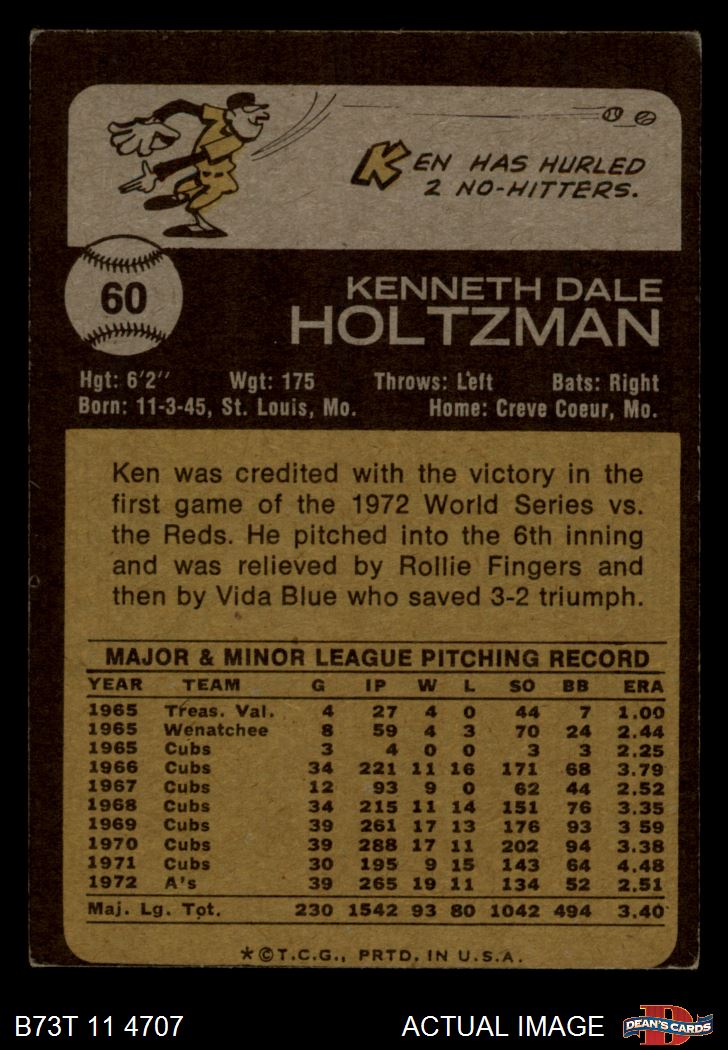 KEN HAS HURLED
2 NO-HITTERS.
60
KENNETH DALE
HOLTZMAN
Hgt: 6'2" Wgt: 175 Throws: Left Bats: Right
Born: 11-3-45, St. Louis, Mo. Home: Creve Coeur, Mo.
Ken was credited with the victory in the
first game of the 1972 World Series vs.
the Reds. He pitched into the 6th inning
and was relieved by Rollie Fingers and
then by Vida Blue who saved 3-2 triumph.
MAJOR & MINOR LEAGUE PITCHING RECORD
YEAR TEAM G IP W L SO BB ERA
1965 Treas. Val. 4 27 4 0 44 7 1.00
1965 Wenatchee 8 59 4 3 70 24 2.44
1965 Cubs 3 4 0 0 3 3 2.25
1966 Cubs 34 221 11 16 171 68 3.79
1967 Cubs 12 93 9 0 62 44 2.52
1968 Cubs 34 215 11 14 151 76 3.35
1969 Cubs 39 261 17 13 176 93 3 59
1970 Cubs 39 288 17 11 202 94 3.38
1971 Cubs 30 195 9 15 143 64 4.48
1972 A's 39 265 19 11 134 52 2.51
Maj. Lg. Tot. 230 1542 93 80 1042 494 3.40
*©T.C.G., PRTD. IN U.S.A.
B73T 11 4707 ACTUAL IMAGE DEAN'S CARDS